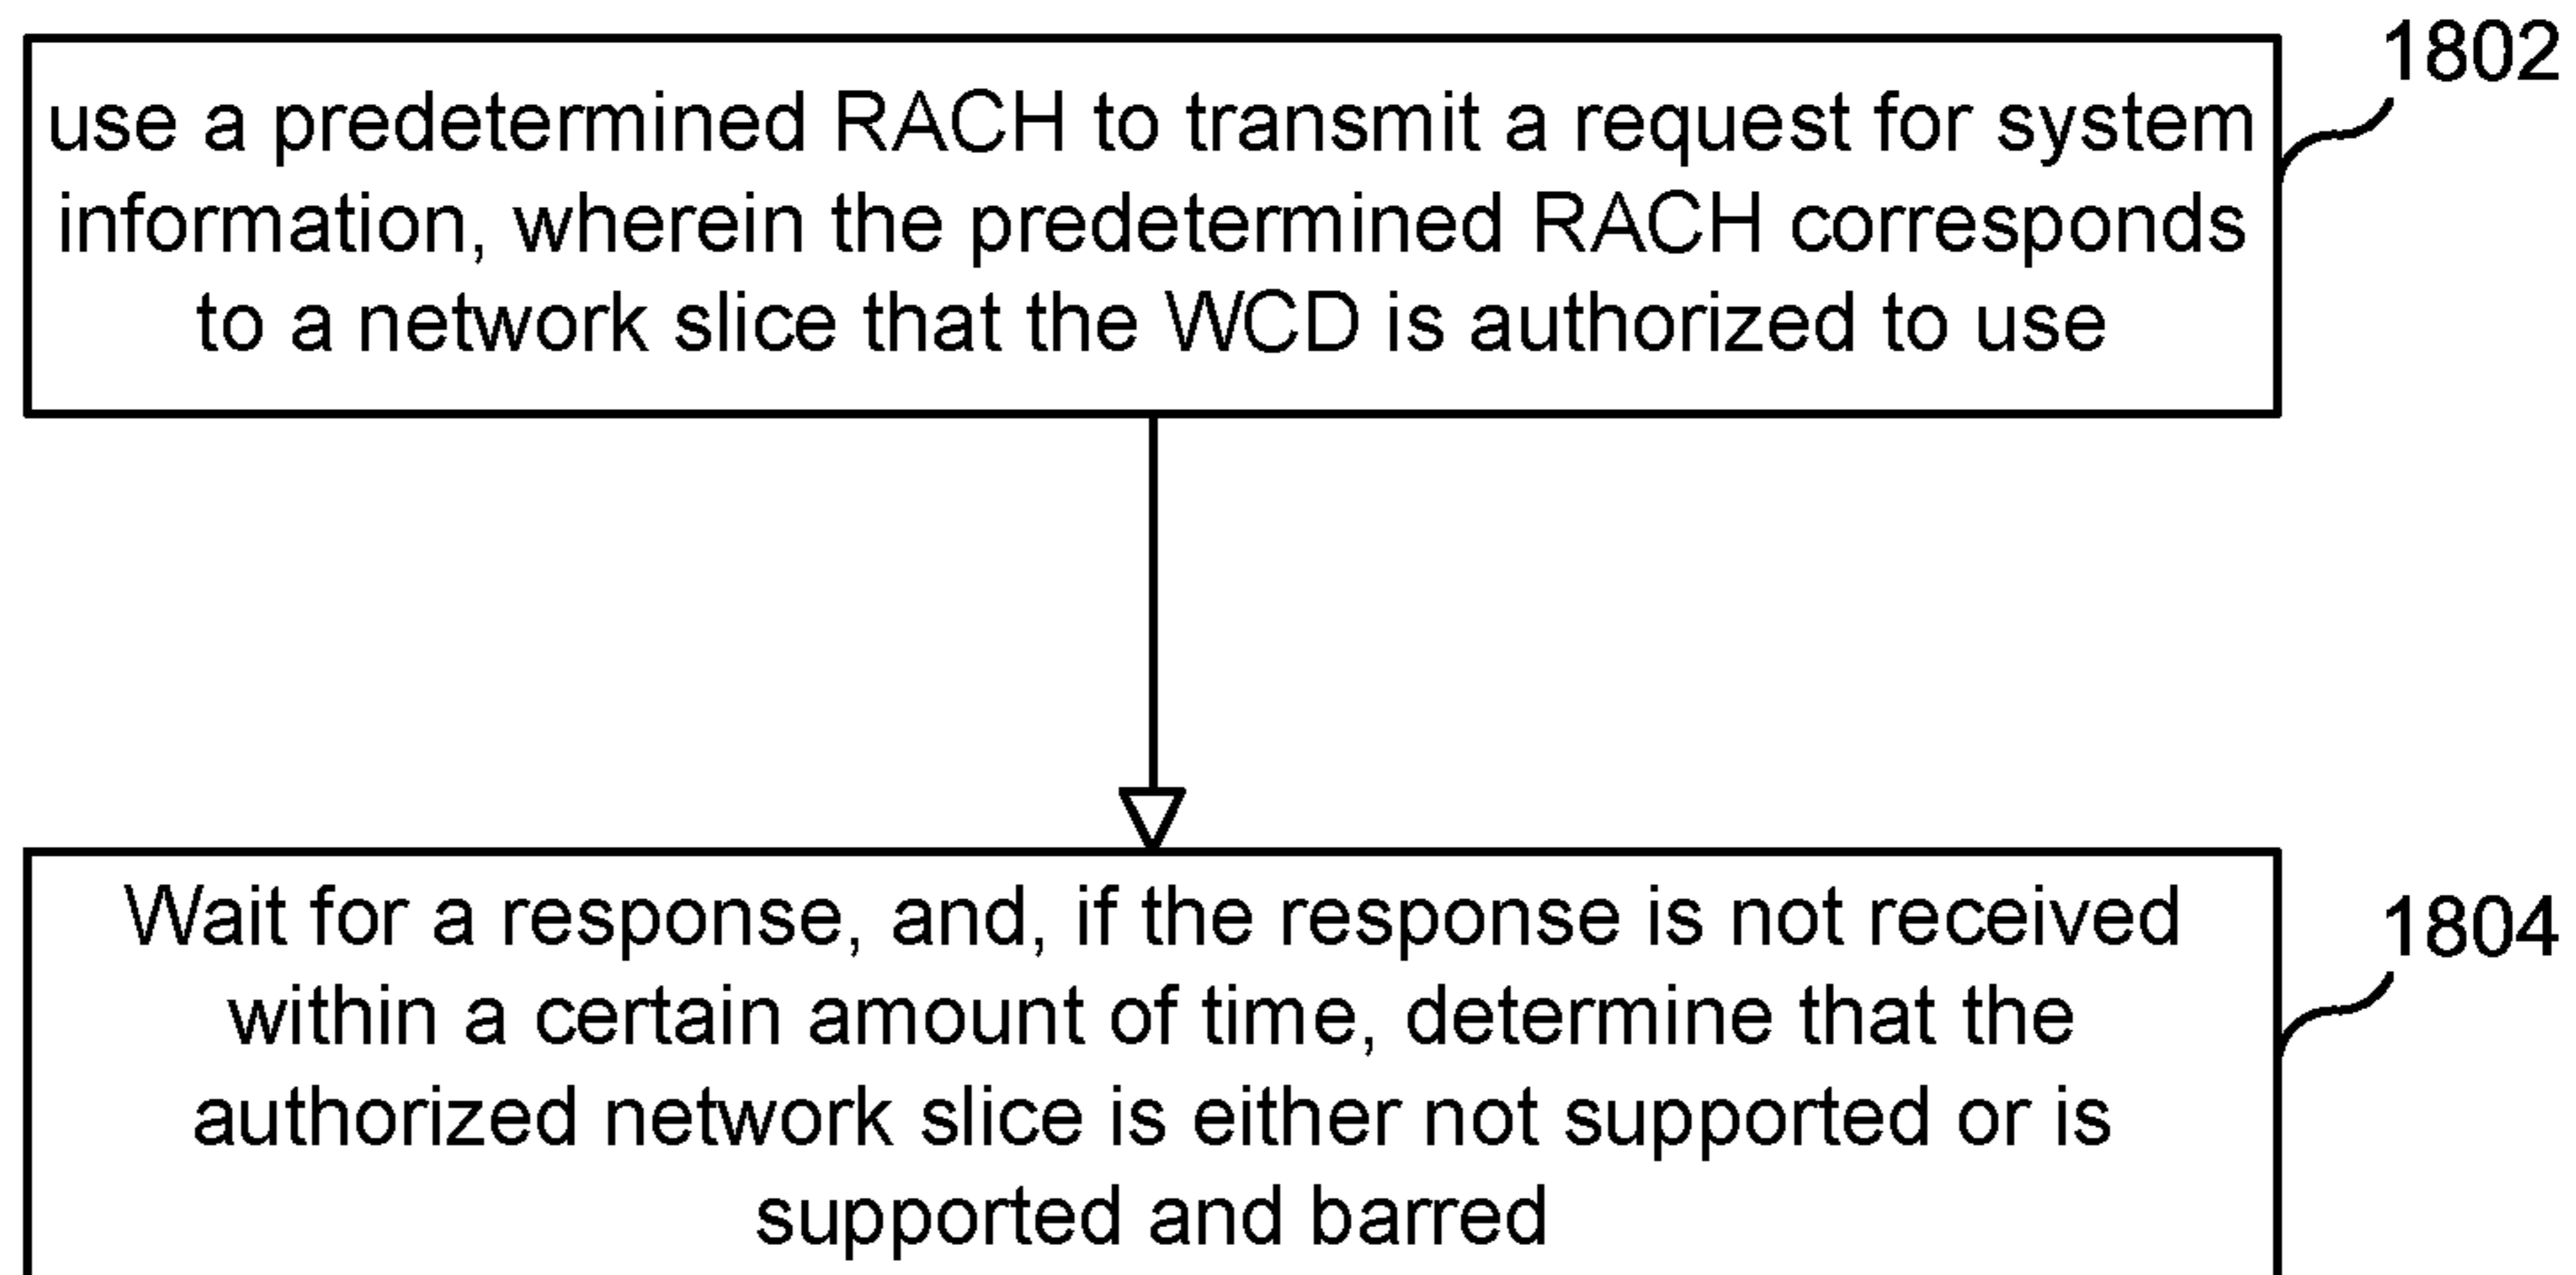 1802
use a predetermined RACH to transmit a request for system
information, wherein the predetermined RACH corresponds
to a network slice that the WCD is authorized to use
1804
Wait for a response, and, if the response is not received
within a certain amount of time, determine that the
authorized network slice is either not supported or is
supported and barred